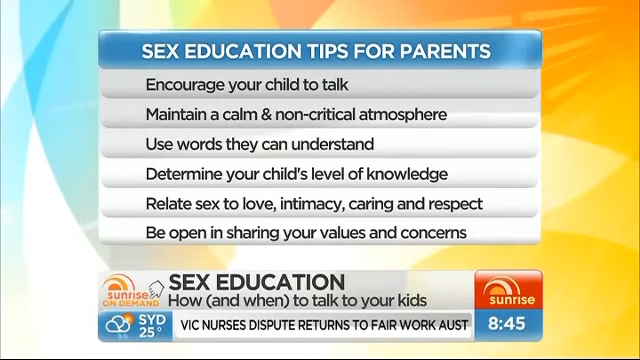 SEX EDUCATION TIPS FOR PARENTS
Encourage your child to talk
Maintain a calm & non-critical atmosphere
Use words they can understand
Determine your child's level of knowledge
Relate sex to love, intimacy, caring and respect
Be open in sharing your values and concerns
sunrise
ON DEMAND
SEX EDUCATION
How (and when) to talk to your kids
sunrise
SYD
25°
VIC NURSES DISPUTE RETURNS TO FAIR WORK AUST
8:45